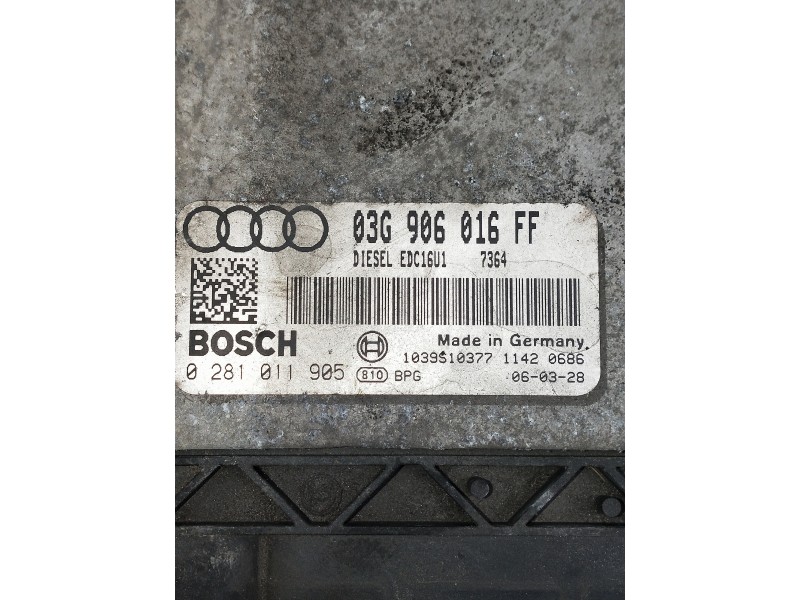 03G 906 016 FF
DIESEL EDC16U1 7364
BOSCH
Made in Germany
1039S10377 1142 0686
0 281 011 905 810 BPG 06-03-28